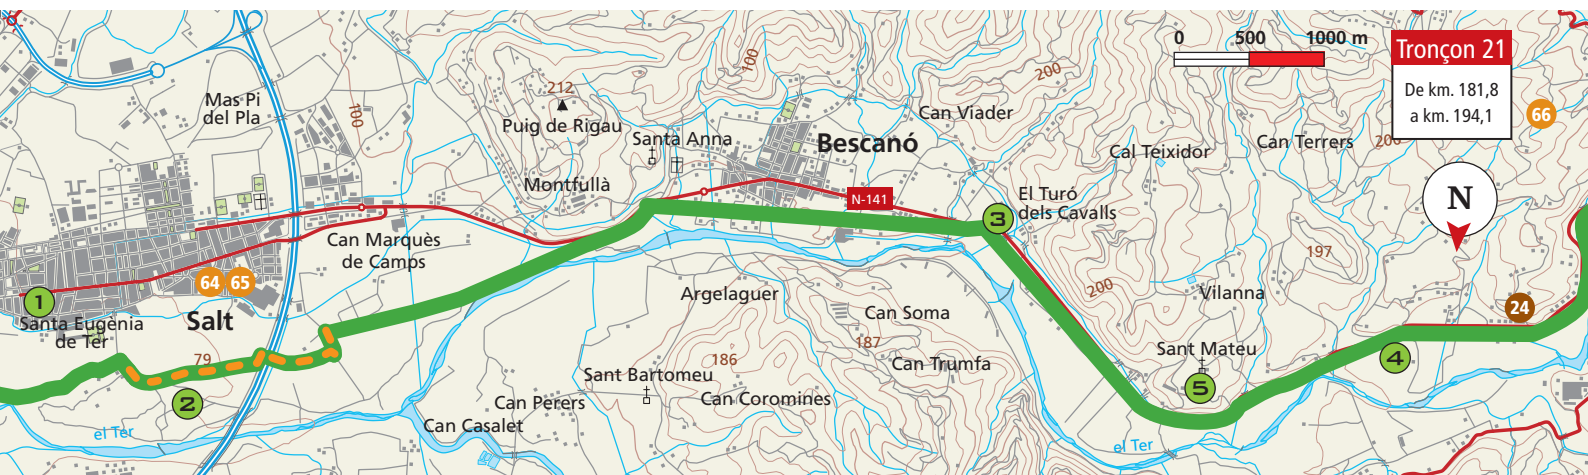 0 500 1000 m
Tronçon 21
De km. 181,8
a km. 194,1
66
N
24
Mas Pi
del Pla
100
212
Puig de Rigau
100
Santa Anna
Bescanó
Can Viader
200
Cal Teixidor
Can Terrers
200
Montfullà
N-141
El Turó
dels Cavalls
3
Can Marquès
de Camps
64
65
1
Santa Eugènia
de Ter
Salt
79
2
el Ter
Argelaguer
Can Soma
187
186
Can Trumfa
Sant Bartomeu
Can Coromines
Can Perers
Can Casalet
200
197
Vilanna
Sant Mateu
5
4
el Ter